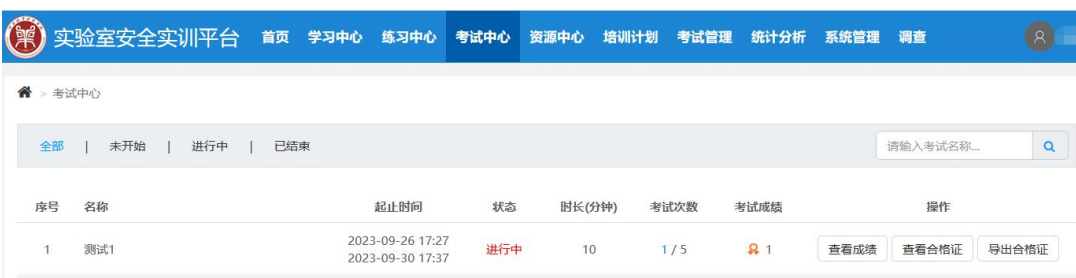 实验室安全实训平台 首页 学习中心 练习中心 考试中心 资源中心 培训计划 考试管理 统计分析 系统管理 调查
> 考试中心
全部 | 未开始 | 进行中 | 已结束 请输入考试名称...
序号 名称 起止时间 状态 时长(分钟) 考试次数 考试成绩 操作
1 测试1 2023-09-26 17:27 进行中 10 1 / 5 1 查看成绩 查看合格证 导出合格证
2023-09-30 17:37